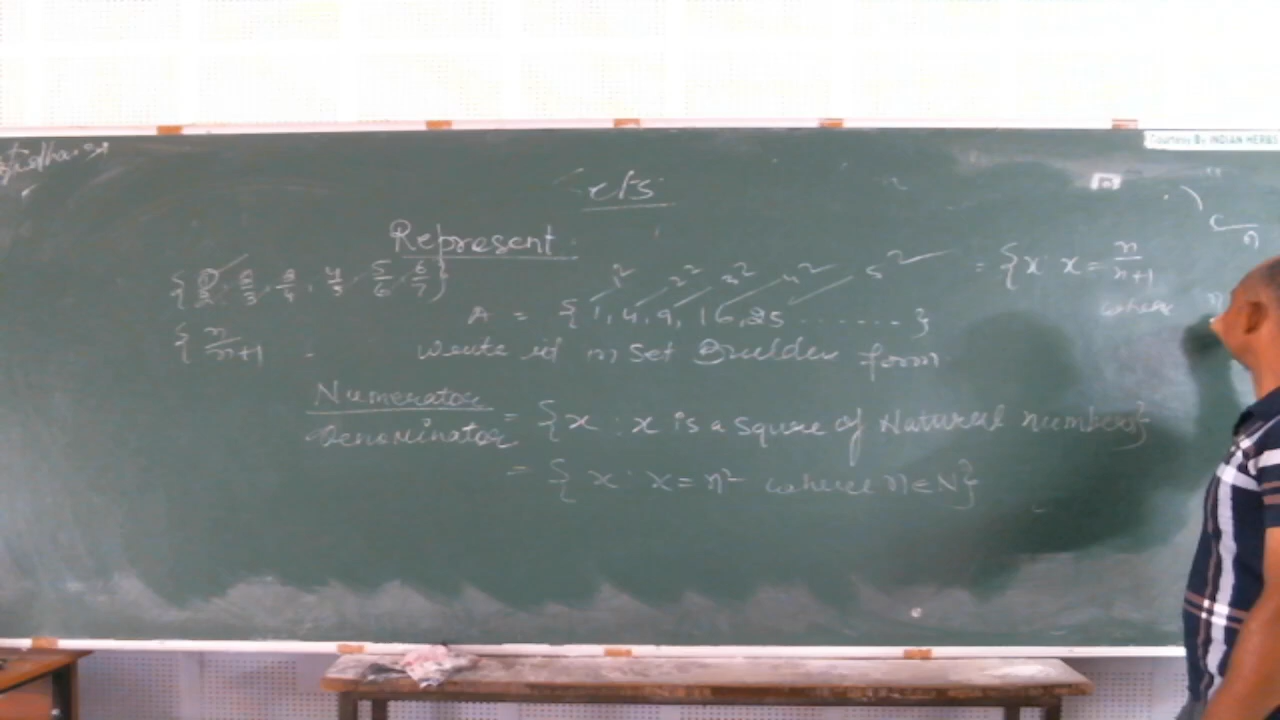 Courtesy By INDIAN HERBS
c/s
Represent
{1/2, 2/3, 3/4, 4/5, 5/6, 6/7}
{n/n+1
1² 2² 3² 4² 5²
A = {1, 4, 9, 16, 25 ....... }
= {x : x = n/n+1
where
write it in Set Builder form
Numerator
Denominator
= {x : x is a squre of Natural numbers}
= {x : x = n² where n ∈ N}